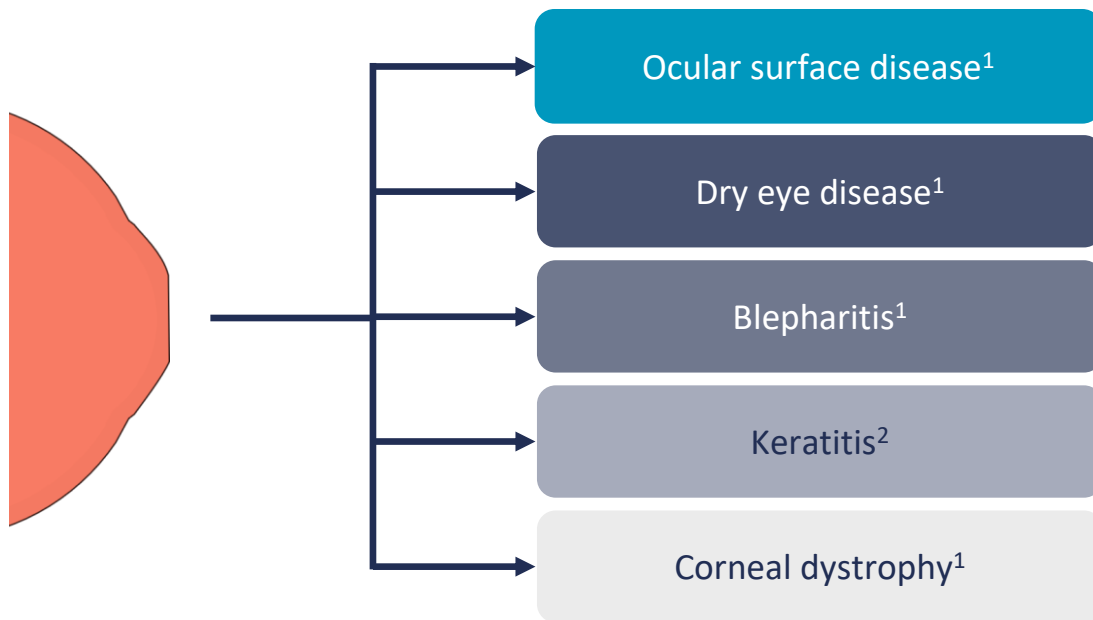 Ocular surface disease¹
Dry eye disease¹
Blepharitis¹
Keratitis²
Corneal dystrophy¹